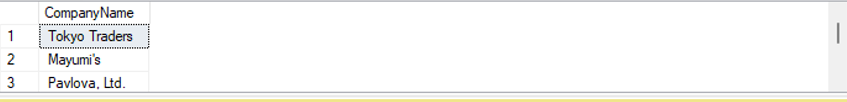 CompanyName
1 Tokyo Traders
2 Mayumi's
3 Pavlova, Ltd.